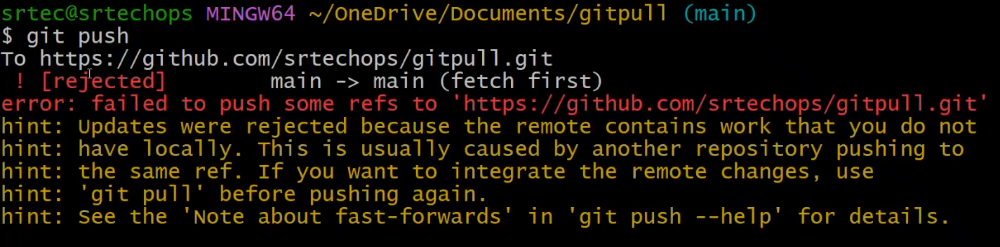 srtec@srtechops MINGW64 ~/OneDrive/Documents/gitpull (main)
$ git push
To https://github.com/srtechops/gitpull.git
 ! [rejected]        main -> main (fetch first)
error: failed to push some refs to 'https://github.com/srtechops/gitpull.git'
hint: Updates were rejected because the remote contains work that you do not
hint: have locally. This is usually caused by another repository pushing to
hint: the same ref. If you want to integrate the remote changes, use
hint: 'git pull' before pushing again.
hint: See the 'Note about fast-forwards' in 'git push --help' for details.